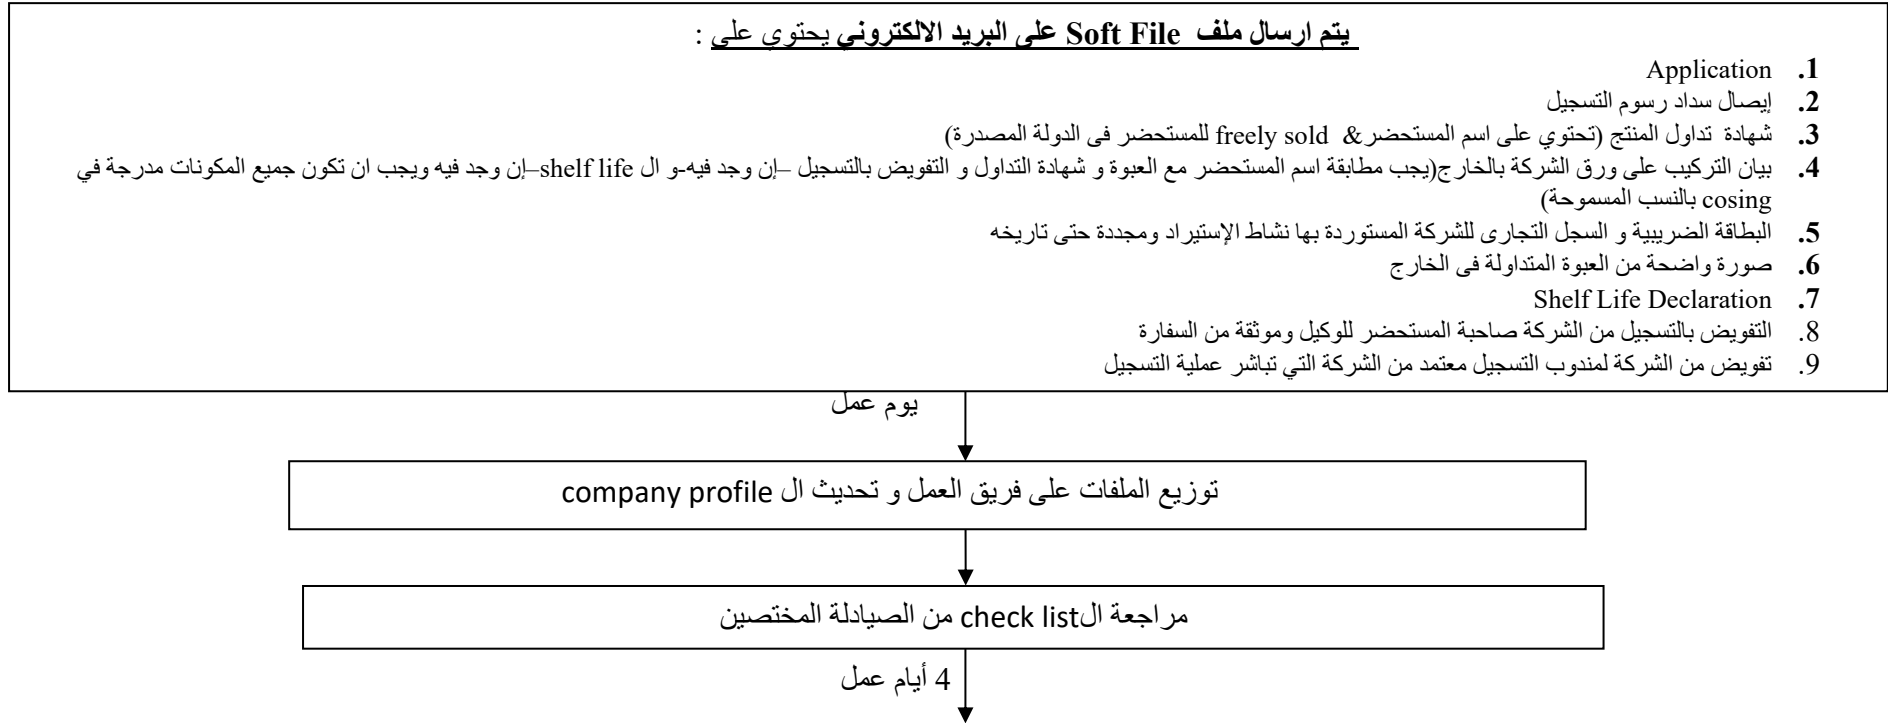 يتم ارسال ملف Soft File على البريد الالكتروني يحتوي على :
1. Application
2. إيصال سداد رسوم التسجيل
3. شهادة تداول المنتج (تحتوي على اسم المستحضر& freely sold للمستحضر فى الدولة المصدرة)
4. بيان التركيب على ورق الشركة بالخارج(يجب مطابقة اسم المستحضر مع العبوة و شهادة التداول و التفويض بالتسجيل –إن وجد فيه-و ال shelf life–إن وجد فيه ويجب ان تكون جميع المكونات مدرجة في
cosing بالنسب المسموحة)
5. البطاقة الضريبية و السجل التجارى للشركة المستوردة بها نشاط الإستيراد ومجددة حتى تاريخه
6. صورة واضحة من العبوة المتداولة فى الخارج
7. Shelf Life Declaration
8. التفويض بالتسجيل من الشركة صاحبة المستحضر للوكيل وموثقة من السفارة
9. تفويض من الشركة لمندوب التسجيل معتمد من الشركة التي تباشر عملية التسجيل
يوم عمل
توزيع الملفات على فريق العمل و تحديث ال company profile
مراجعة الcheck list من الصيادلة المختصين
4 أيام عمل